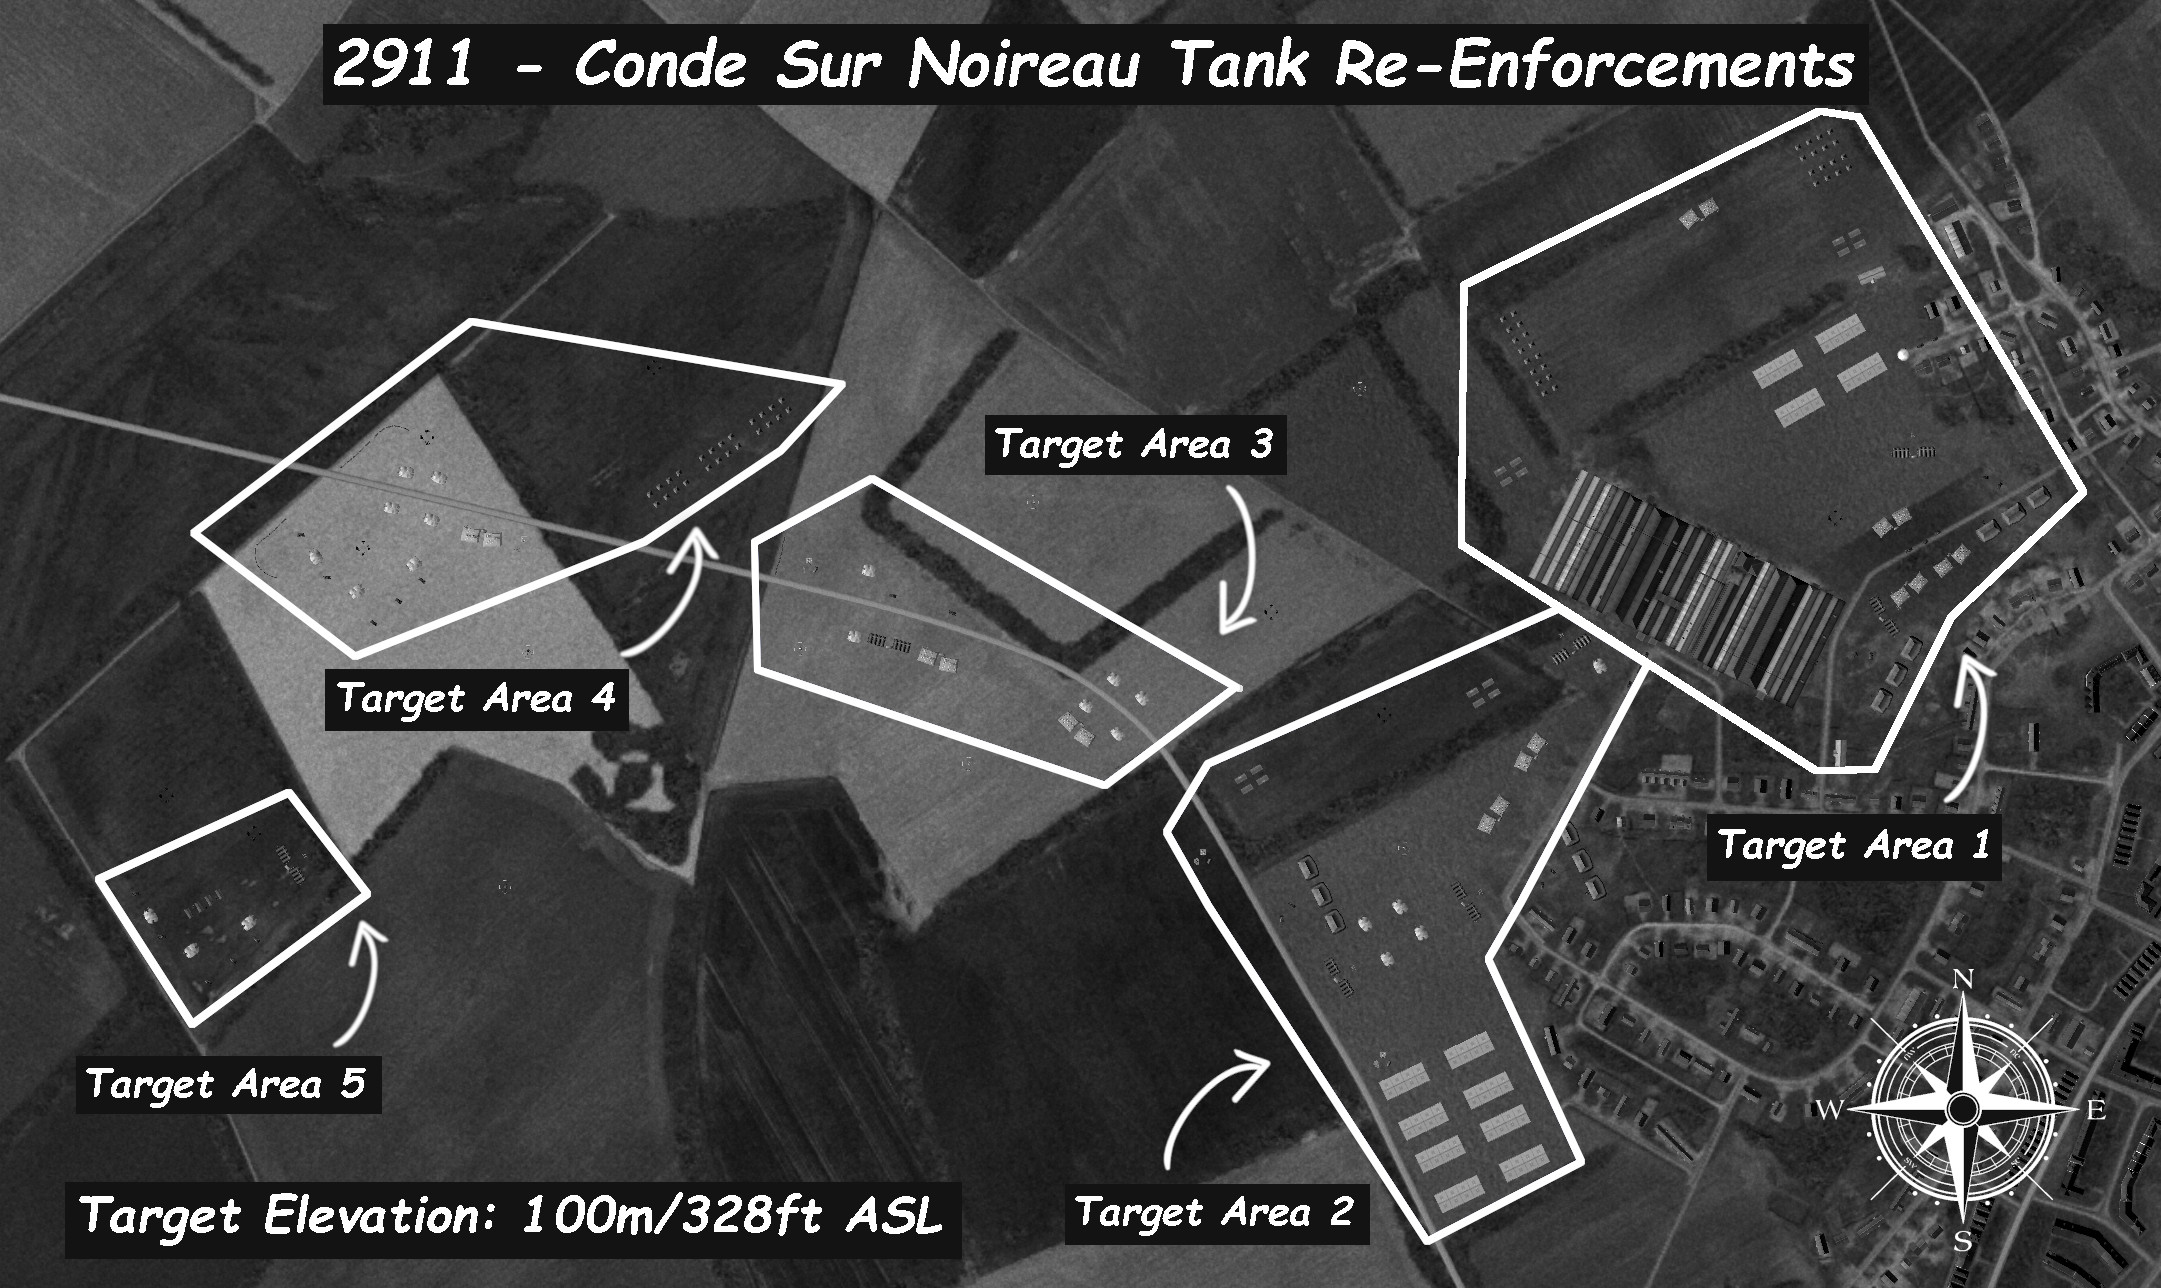 2911 - Conde Sur Noireau Tank Re-Enforcements
Target Area 3
Target Area 4
Target Area 1
Target Area 5
Target Area 2
Target Elevation: 100m/328ft ASL
N
W
E
S